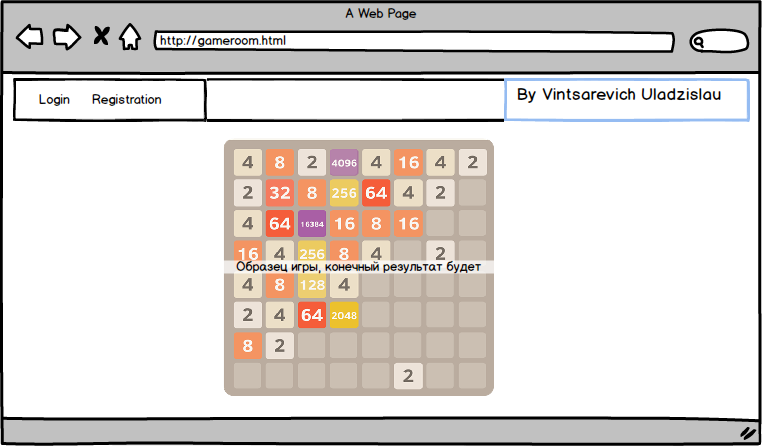 A Web Page
http://gameroom.html
Login Registration
By Vintsarevich Uladzislau
4 8 2 4096 4 16 4 2
2 32 8 256 64 4 2
4 64 16384 16 8 16
16 4 256 8 4 2
Образец игры, конечный результат будет
4 8 128 4
2 4 64 2048
8 2
2